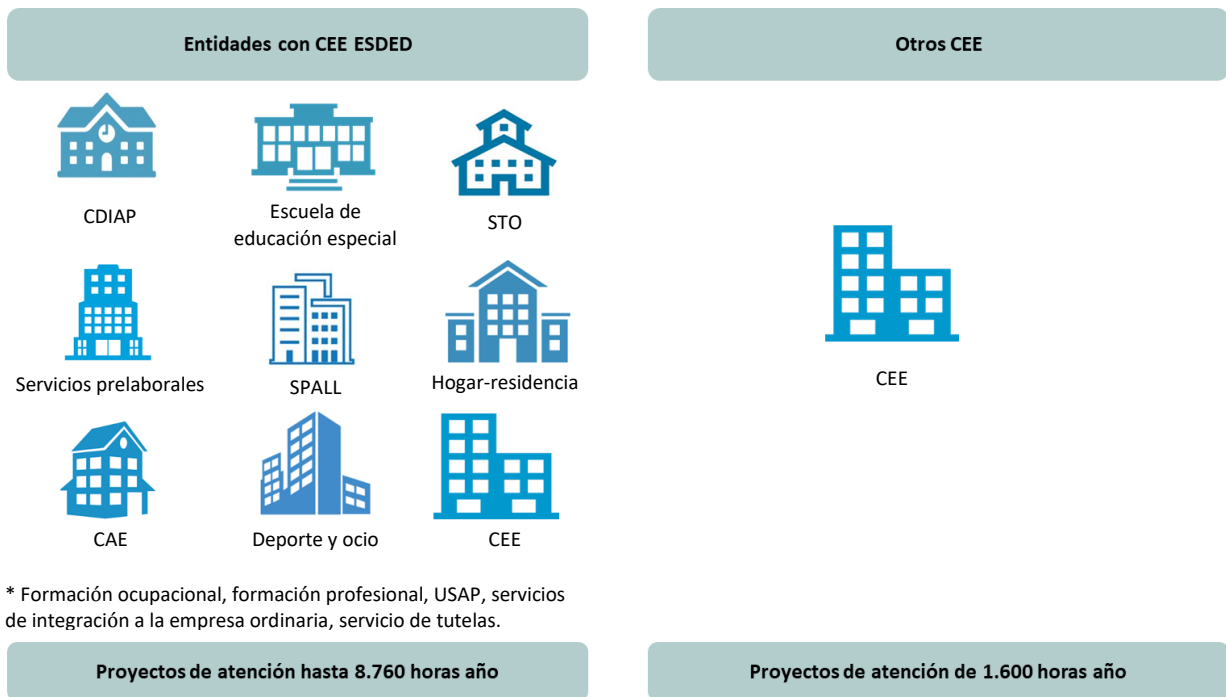 Entidades con CEE ESDED
Otros CEE
CDIAP
Escuela de
educación especial
STO
Servicios prelaborales
SPALL
Hogar-residencia
CEE
CAE
Deporte y ocio
CEE
* Formación ocupacional, formación profesional, USAP, servicios
de integración a la empresa ordinaria, servicio de tutelas.
Proyectos de atención hasta 8.760 horas año
Proyectos de atención de 1.600 horas año